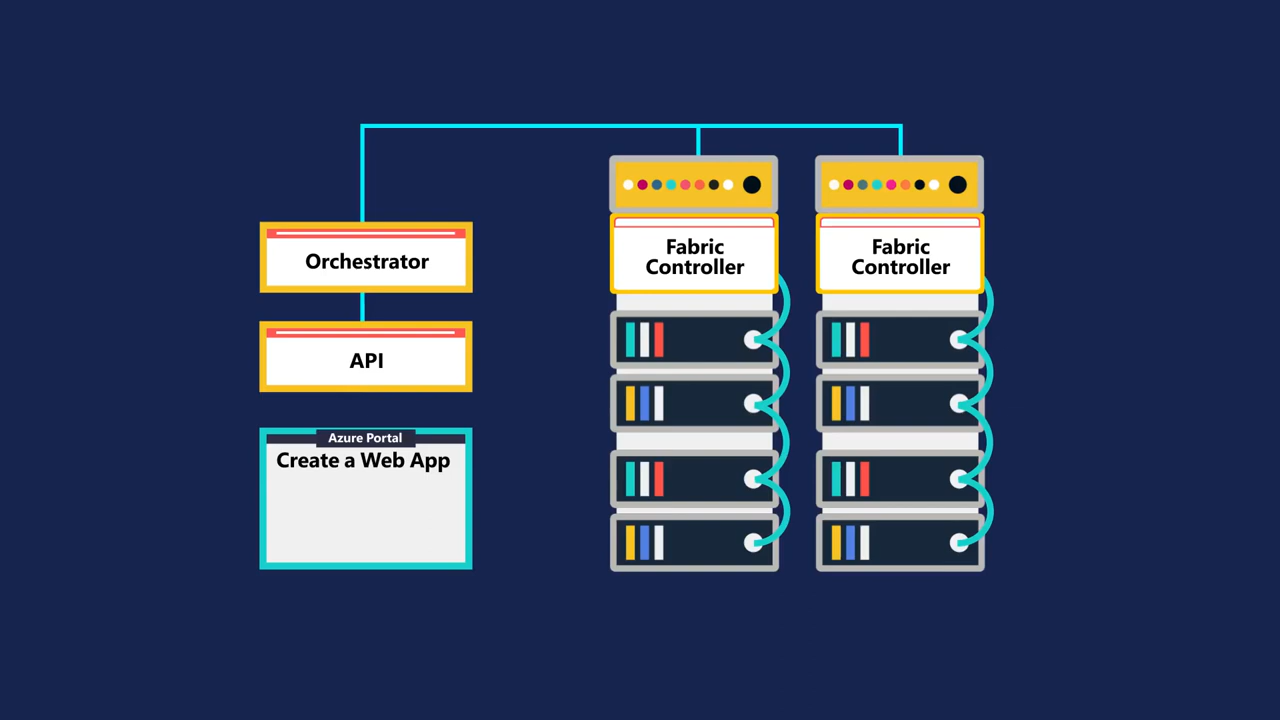 Orchestrator
API
Azure Portal
Create a Web App
Fabric
Controller
Fabric
Controller